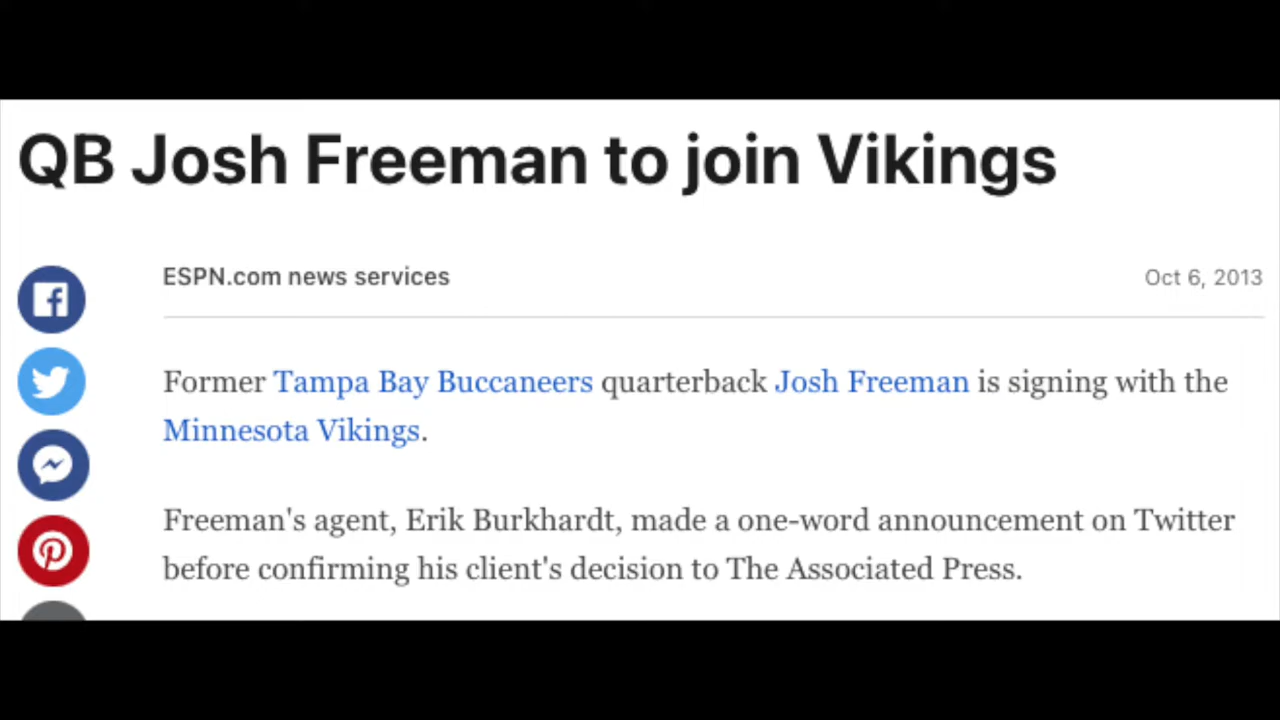 QB Josh Freeman to join Vikings
ESPN.com news services
Oct 6, 2013
Former Tampa Bay Buccaneers quarterback Josh Freeman is signing with the
Minnesota Vikings.
Freeman's agent, Erik Burkhardt, made a one-word announcement on Twitter
before confirming his client's decision to The Associated Press.